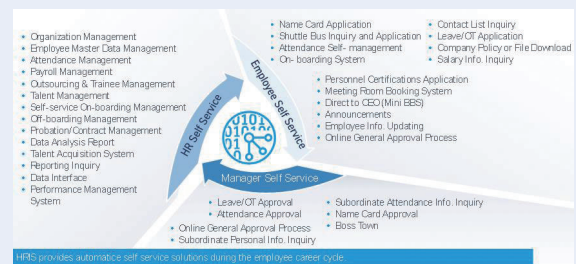 • Organization Management
• Employee Master Data Management
• Attendance Management
• Payroll Management
• Outsourcing & Trainee Management
• Talent Management
• Self-service On-boarding Management
• Off-boarding Management
• Probation/Contract Management
• Data Analysis Report
• Talent Acquisition System
• Reporting Inquiry
• Data Interface
• Performance Management
System
• Name Card Application
• Shuttle Bus Inquiry and Application
• Attendance Self- management
• On- boarding System
• Contact List Inquiry
• Leave/OT Application
• Company Policy or File Download
• Salary Info. Inquiry
• Personnel Certifications Application
• Meeting Room Booking System
• Direct to CEO (Mini BBS)
• Announcements
• Employee Info. Updating
• Online General Approval Process
HR Self Service
Employee Self Service
Manager Self Service
• Leave/OT Approval
• Attendance Approval
• Online General Approval Process
• Subordinate Personal Info. Inquiry
• Subordinate Attendance Info. Inquiry
• Name Card Approval
• Boss Town
HRIS provides automatice self service solutions during the employee career cycle.